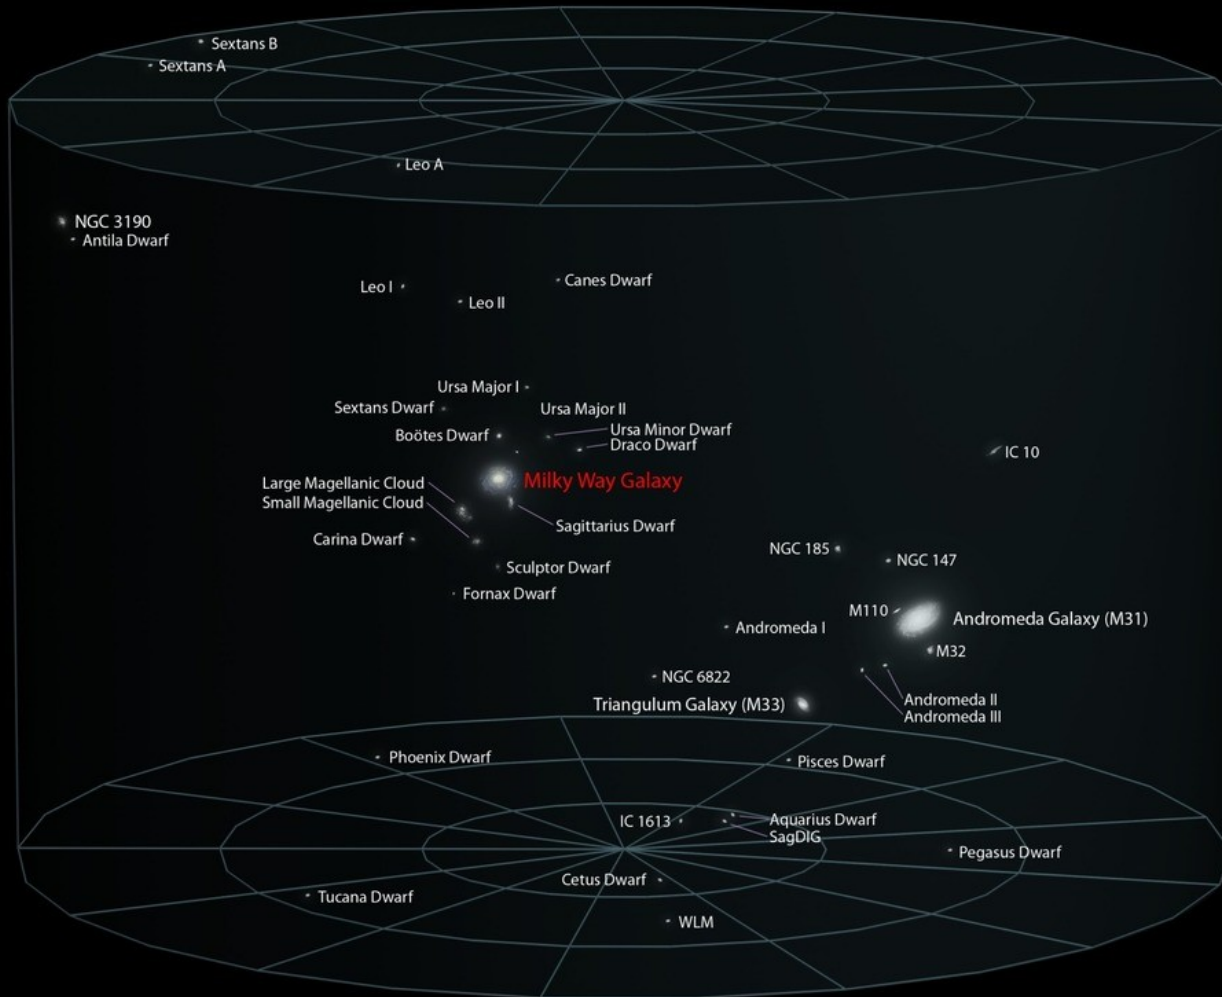 Sextans B
Sextans A
Leo A
NGC 3190
Antila Dwarf
Canes Dwarf
Leo I
Leo II
Ursa Major I
Sextans Dwarf
Ursa Major II
Ursa Minor Dwarf
Boötes Dwarf
Draco Dwarf
IC 10
Milky Way Galaxy
Large Magellanic Cloud
Small Magellanic Cloud
Sagittarius Dwarf
Carina Dwarf
NGC 185
NGC 147
Sculptor Dwarf
Fornax Dwarf
M110
Andromeda Galaxy (M31)
Andromeda I
M32
NGC 6822
Andromeda II
Triangulum Galaxy (M33)
Andromeda III
Phoenix Dwarf
Pisces Dwarf
IC 1613
Aquarius Dwarf
SagDIG
Pegasus Dwarf
Cetus Dwarf
Tucana Dwarf
WLM